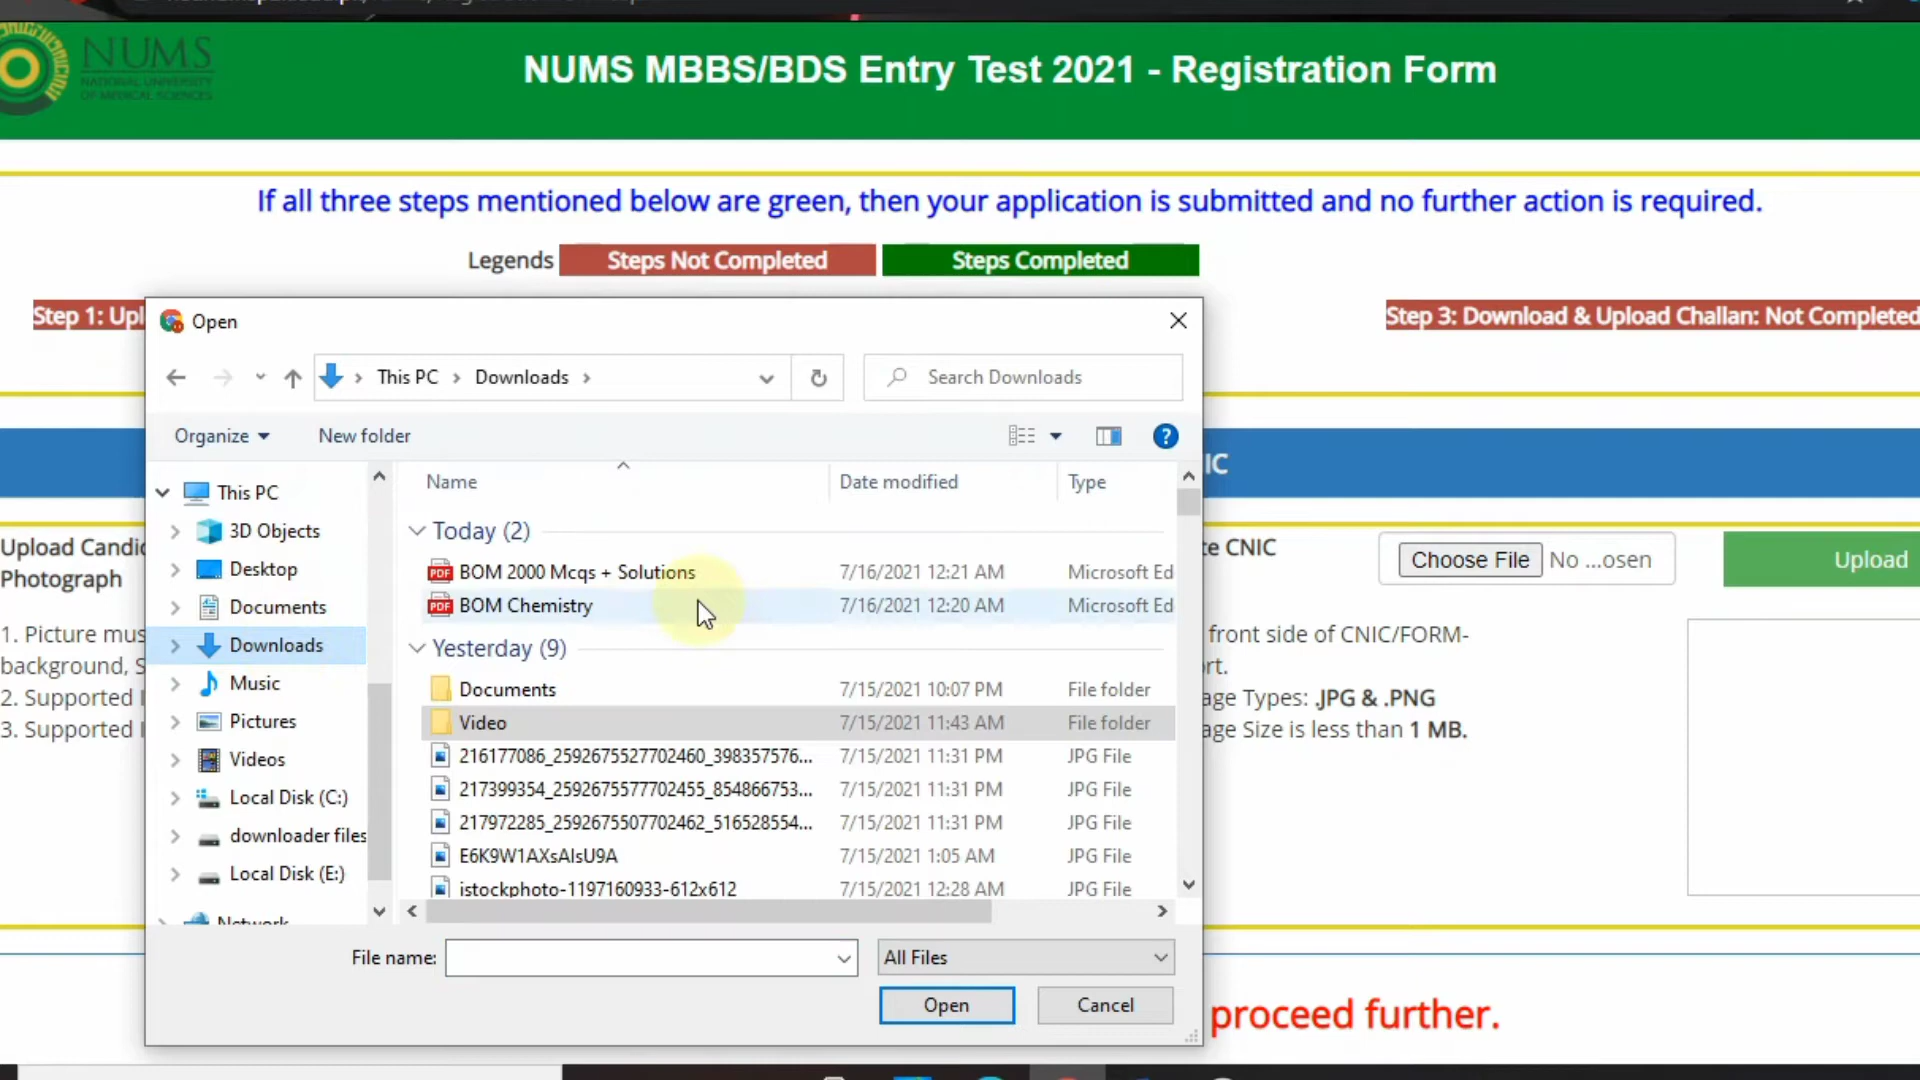 NUMS
NATIONAL UNIVERSITY
OF MEDICAL SCIENCES
NUMS MBBS/BDS Entry Test 2021 - Registration Form
If all three steps mentioned below are green, then your application is submitted and no further action is required.
Legends Steps Not Completed Steps Completed
Step 1: Upl
Step 3: Download & Upload Challan: Not Completed
Open
This PC Downloads
Search Downloads
Organize New folder
Name Date modified Type
This PC
3D Objects
Desktop
Documents
Downloads
Music
Pictures
Videos
Local Disk (C:)
downloader files
Local Disk (E:)
Network
Today (2)
BOM 2000 Mcqs + Solutions 7/16/2021 12:21 AM Microsoft Ed
BOM Chemistry 7/16/2021 12:20 AM Microsoft Ed
Yesterday (9)
Documents 7/15/2021 10:07 PM File folder
Video 7/15/2021 11:43 AM File folder
216177086_2592675527702460_398357576... 7/15/2021 11:31 PM JPG File
217399354_2592675577702455_854866753... 7/15/2021 11:31 PM JPG File
217972285_2592675507702462_516528554... 7/15/2021 11:31 PM JPG File
E6K9W1AXsAIsU9A 7/15/2021 1:05 AM JPG File
istockphoto-1197160933-612x612 7/15/2021 12:28 AM JPG File
File name: All Files
Open Cancel
IC
Upload Candid
Photograph
1. Picture mus
background, S
2. Supported I
3. Supported I
te CNIC
Choose File No ...osen
Upload
front side of CNIC/FORM-
rt.
age Types: .JPG & .PNG
age Size is less than 1 MB.
proceed further.